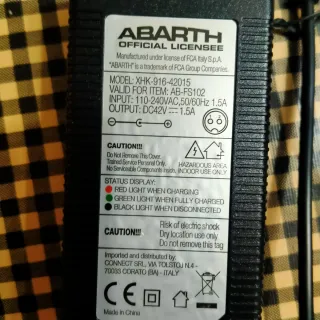 ABARTH
OFFICIAL LICENSEE
Manufactured under license of FCA Italy S.p.A
ABARTH® is a trademark of FCA Group Companies.
MODEL: XHK-916-42015
VALID FOR ITEM: AB-FS102
INPUT: 110-240VAC,50/60Hz 1.5A
OUTPUT: DC42V ⎓ 1.5A
CAUTION!!!
Do Not Remove This Cover.
Trained Service Personel Only.
No Serviceable Components Inside.
HAZARDOUS AREA
INDOOR USE
STATUS DISPLAY:
RED LIGHT WHEN CHARGING
GREEN LIGHT WHEN FULLY CHARGED
BLACK LIGHT WHEN DISCONNECTED
CAUTION!!!
Risk of electric shock
Dry location use only
Do not remove this tag
Imported and distributed by:
CONNECT SRL, VIA TOLSTOJ N.4 -
70033 CORATO (BA) - ITALY
CE
Made In China